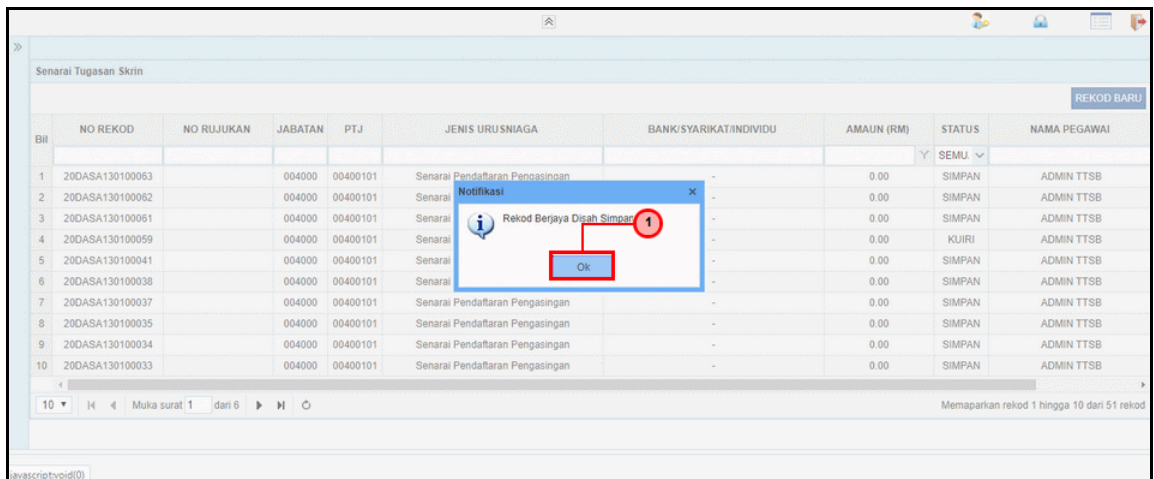 Senarai Tugasan Skrin
REKOD BARU
Bil NO REKOD NO RUJUKAN JABATAN PTJ JENIS URUSNIAGA BANK/SYARIKAT/INDIVIDU AMAUN (RM) STATUS NAMA PEGAWAI
SEMU
1 20DASA130100063 004000 00400101 Senarai Pendaftaran Pengasingan - 0.00 SIMPAN ADMIN TTSB
2 20DASA130100062 004000 00400101 Senarai - 0.00 SIMPAN ADMIN TTSB
3 20DASA130100061 004000 00400101 Senarai - 0.00 SIMPAN ADMIN TTSB
4 20DASA130100059 004000 00400101 Senarai - 0.00 KUIRI ADMIN TTSB
5 20DASA130100041 004000 00400101 Senarai - 0.00 SIMPAN ADMIN TTSB
6 20DASA130100038 004000 00400101 Senarai - 0.00 SIMPAN ADMIN TTSB
7 20DASA130100037 004000 00400101 Senarai Pendaftaran Pengasingan - 0.00 SIMPAN ADMIN TTSB
8 20DASA130100035 004000 00400101 Senarai Pendaftaran Pengasingan - 0.00 SIMPAN ADMIN TTSB
9 20DASA130100034 004000 00400101 Senarai Pendaftaran Pengasingan - 0.00 SIMPAN ADMIN TTSB
10 20DASA130100033 004000 00400101 Senarai Pendaftaran Pengasingan - 0.00 SIMPAN ADMIN TTSB
Notifikasi
Rekod Berjaya Disah Simpan
1
Ok
10 Muka surat 1 dari 6 Memaparkan rekod 1 hingga 10 dari 51 rekod
javascript:void(0)